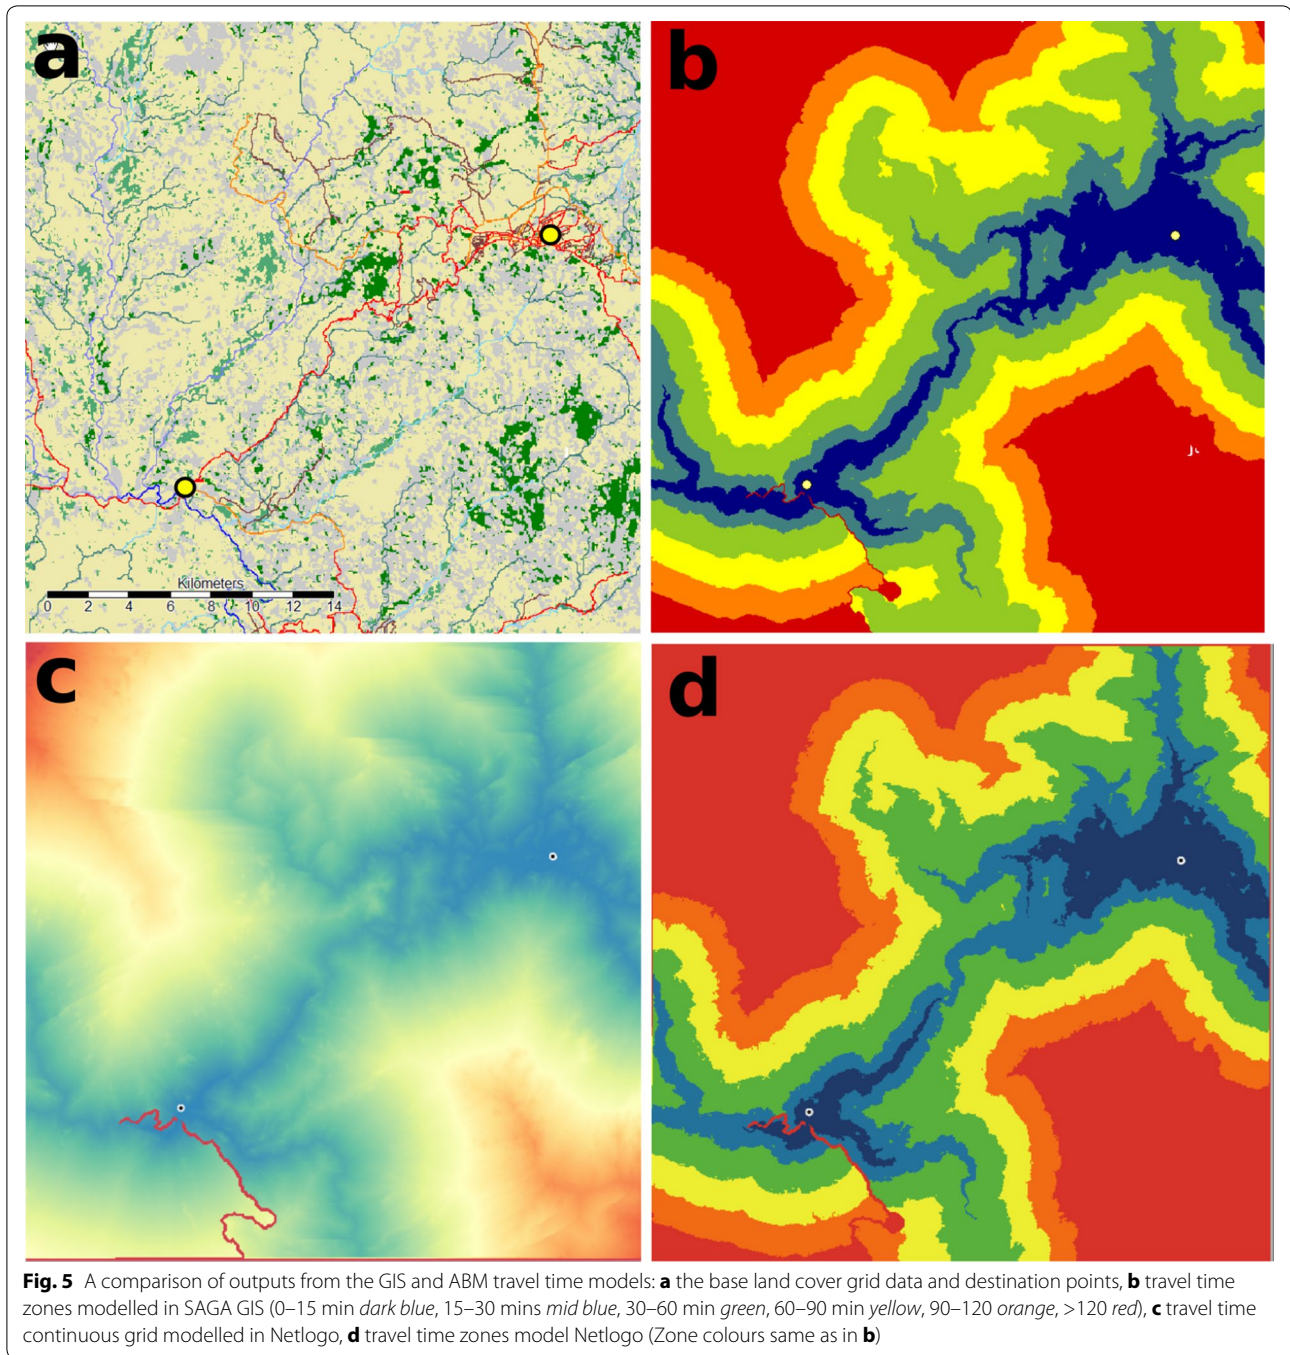 a
b
Kilometers
0 2 4 6 8 10 12 14
c
d
Fig. 5 A comparison of outputs from the GIS and ABM travel time models: a the base land cover grid data and destination points, b travel time
zones modelled in SAGA GIS (0–15 min dark blue, 15–30 mins mid blue, 30–60 min green, 60–90 min yellow, 90–120 orange, >120 red), c travel time
continuous grid modelled in Netlogo, d travel time zones model Netlogo (Zone colours same as in b)